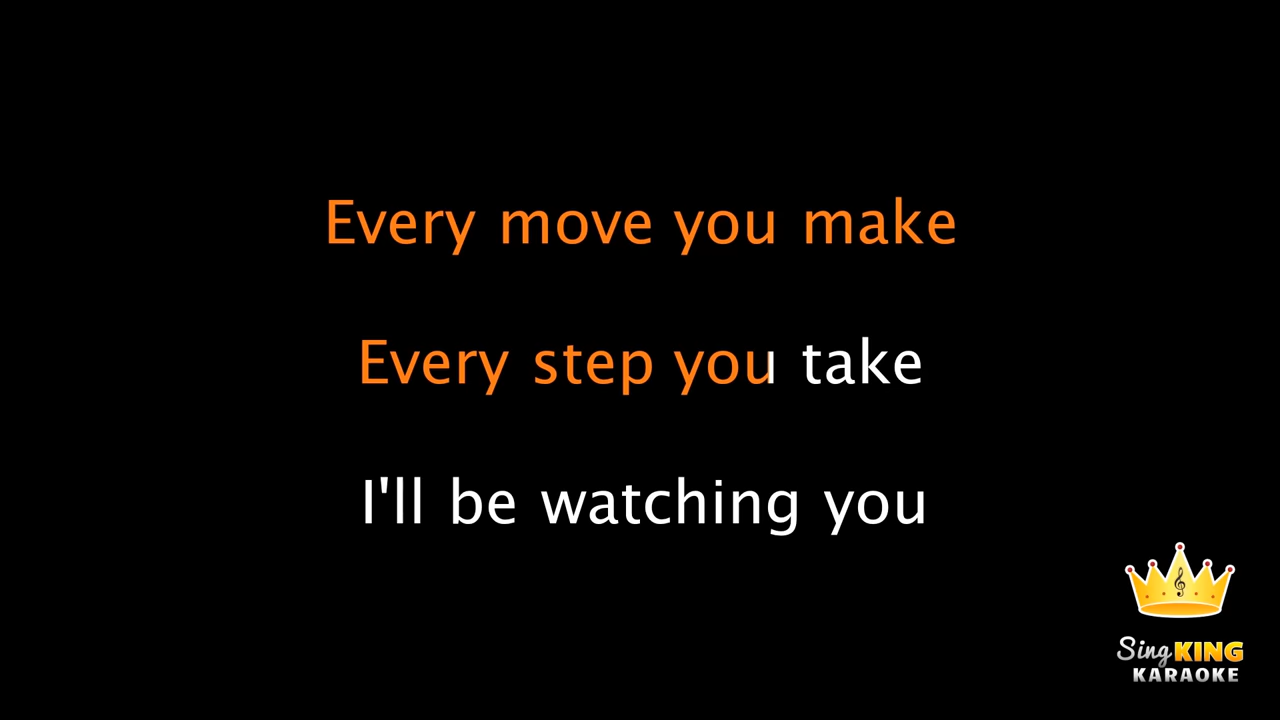 Every move you make
Every step you take
I'll be watching you
Sing KING
KARAOKE